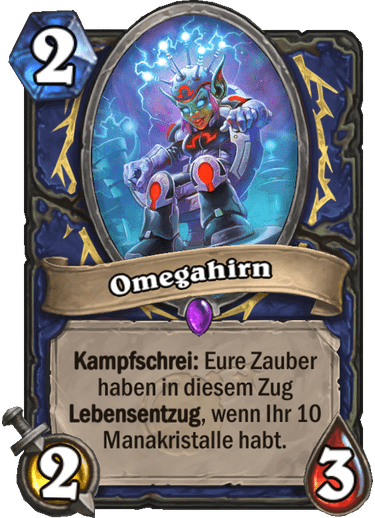 2
Omegahirn
Kampfschrei: Eure Zauber
haben in diesem Zug
Lebensentzug, wenn Ihr 10
Manakristalle habt.
2
3